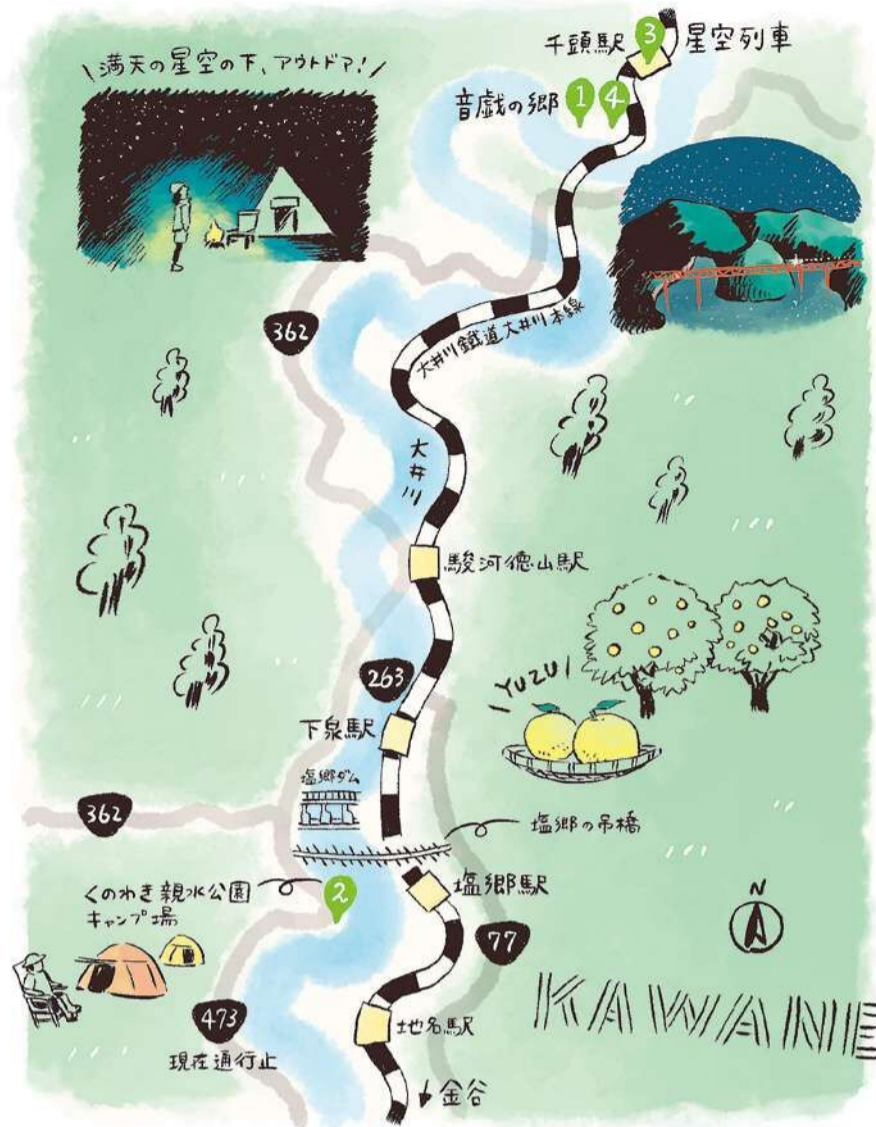 満天の星空の下、アウトドア!
千頭駅
3
星空列車
音戯の郷
1
4
362
大井川鐵道大井川本線
大井川
駿河徳山駅
YUZU
263
下泉駅
塩郷ダム
362
塩郷の吊橋
くのわき親水公園
キャンプ場
2
塩郷駅
N
77
KAWANE
473
現在通行止
地名駅
↓金谷